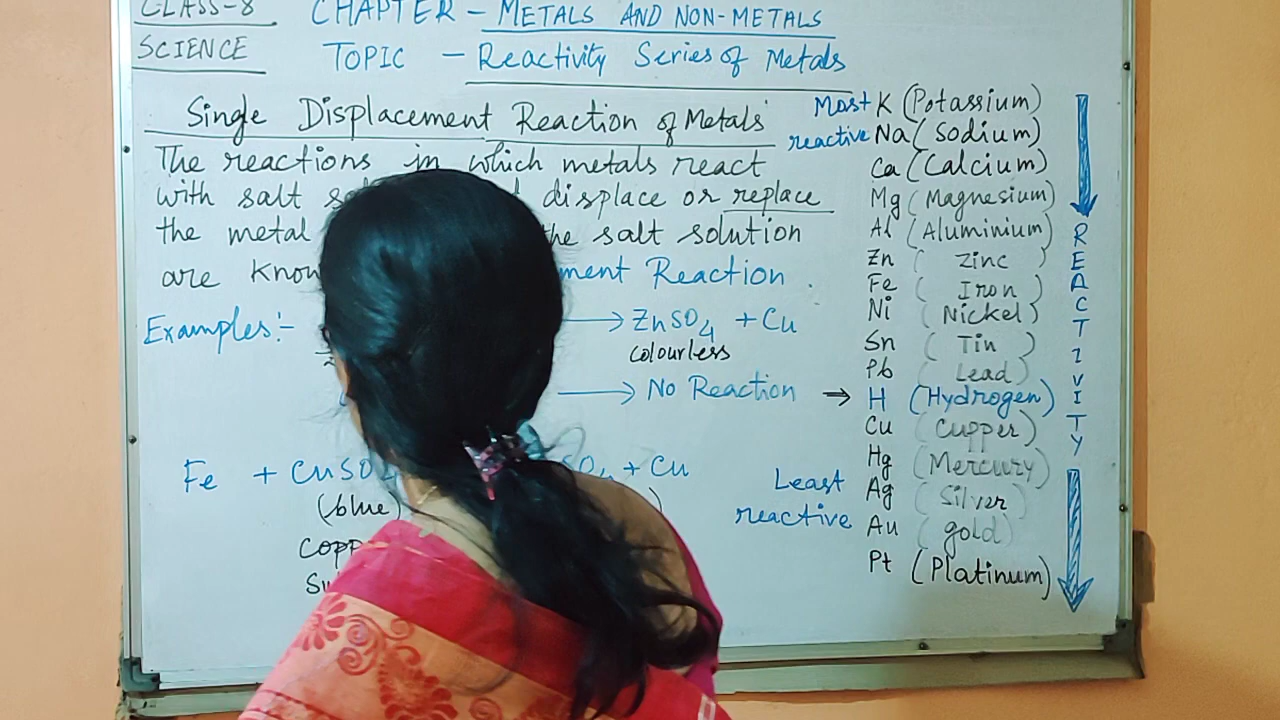 CLASS-8
SCIENCE
CHAPTER - METALS AND NON-METALS
TOPIC - Reactivity Series of Metals
Single Displacement Reaction of Metals
The reactions in which metals react
with salt displace or replace
the metal the salt solution
are Reaction.
Examples:-
→ ZnSO4 + Cu
colourless
→ No Reaction
Fe + CuSO4 + Cu
(blue)
Most reactive
K (Potassium)
Na (Sodium)
Ca (Calcium)
Mg (Magnesium)
Al (Aluminium)
Zn (Zinc)
Fe (Iron)
Ni (Nickel)
Sn (Tin)
Pb (Lead)
→ H (Hydrogen)
Cu (Cupper)
Hg (Mercury)
Ag (Silver)
Au (gold)
Pt (Platinum)
Least reactive
REACTIVITY